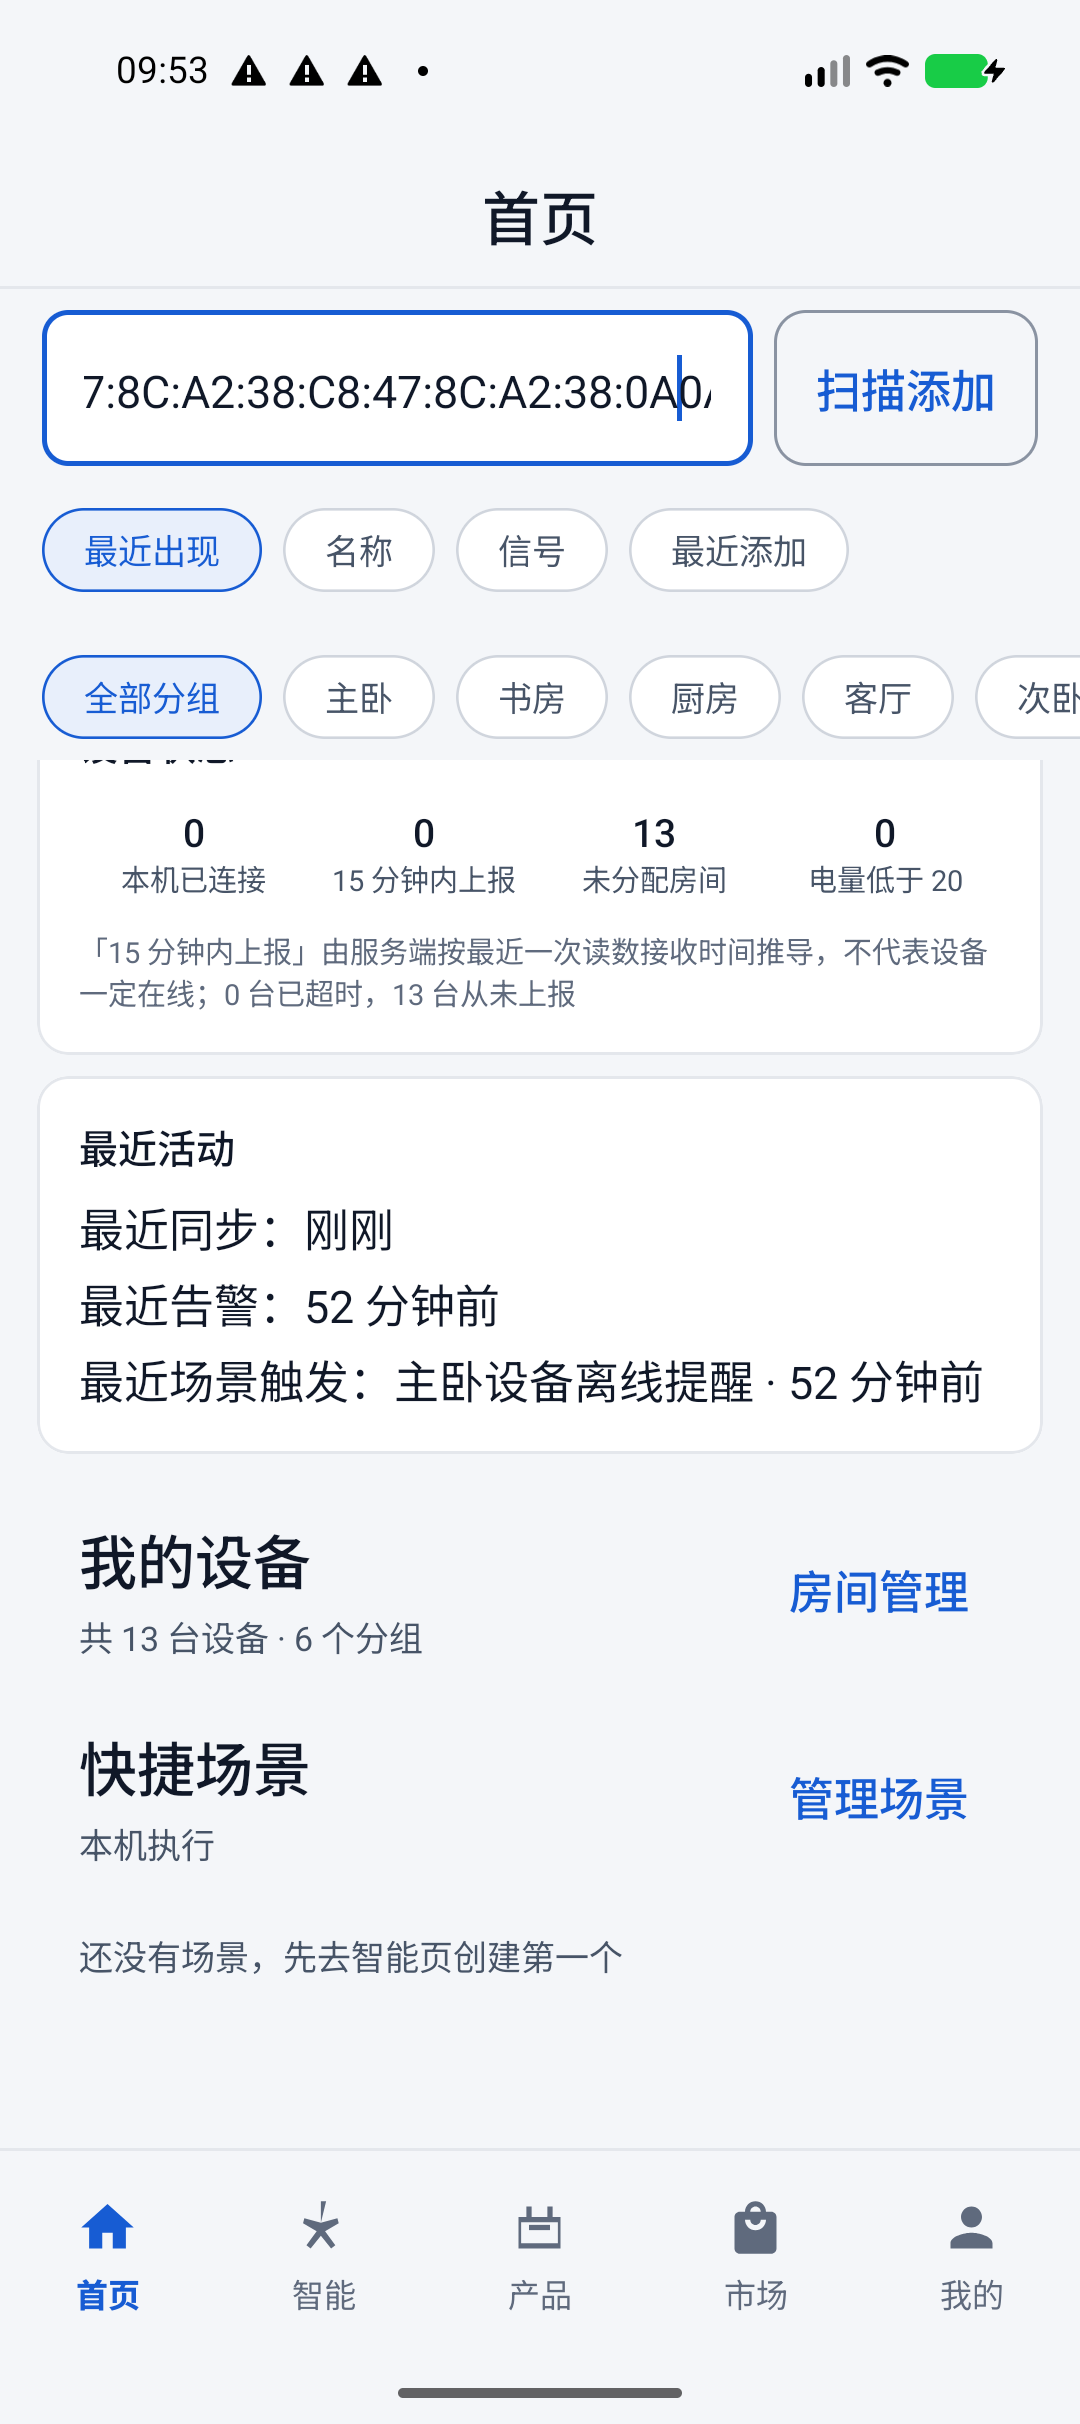 09:53
首页
7:8C:A2:38:C8:47:8C:A2:38:0A0
扫描添加
最近出现 名称 信号 最近添加
全部分组 主卧 书房 厨房 客厅 次卧
0 0 13 0
本机已连接 15 分钟内上报 未分配房间 电量低于 20
「15 分钟内上报」由服务端按最近一次读数接收时间推导，不代表设备
一定在线；0 台已超时，13 台从未上报
最近活动
最近同步：刚刚
最近告警：52 分钟前
最近场景触发：主卧设备离线提醒 · 52 分钟前
我的设备
房间管理
共 13 台设备 · 6 个分组
快捷场景
管理场景
本机执行
还没有场景，先去智能页创建第一个
首页 智能 产品 市场 我的